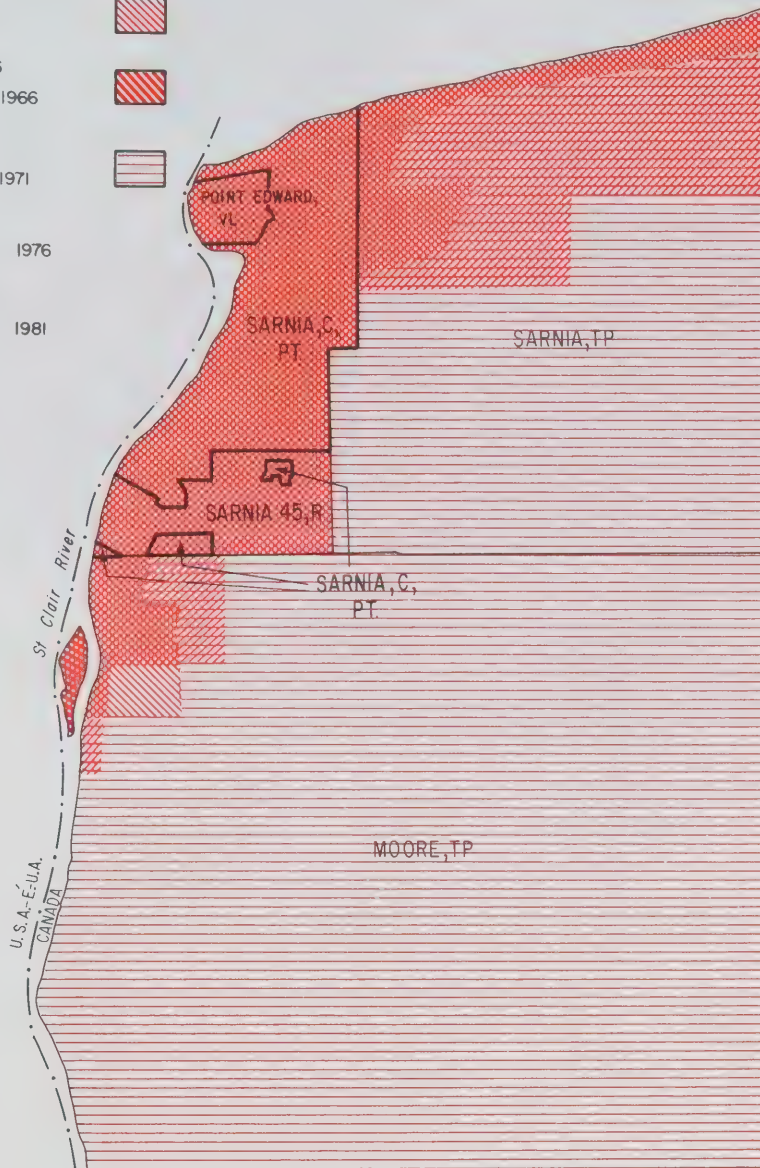 6
1966
1971
1976
1981
POINT EDWARD,
VL
SARNIA, C,
PT.
SARNIA, TP
SARNIA 45, R
SARNIA, C,
PT.
St Clair River
MOORE, TP
U.S.A.-É.-U.A.
CANADA